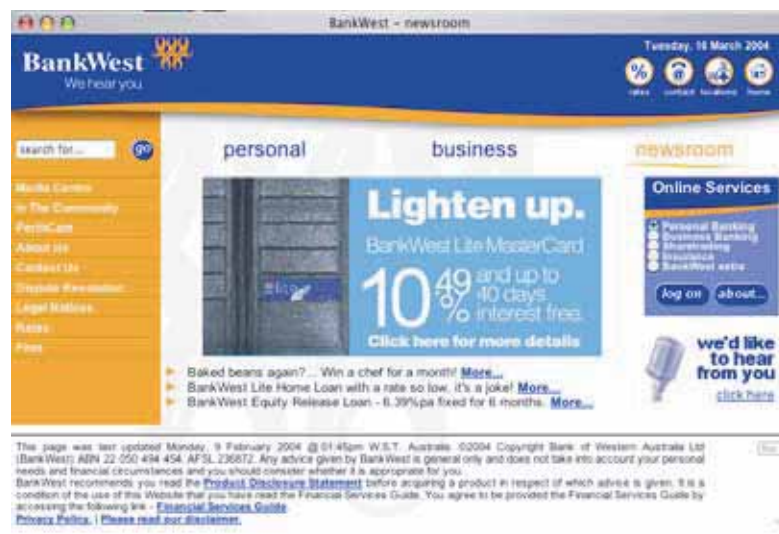 BankWest – newsroom
BankWest
We hear you
Tuesday, 16 March 2004
%
rates contact locations home
search for... go
personal business newsroom
Media Centre
In The Community
PerthCam
About Us
Contact Us
Dispute Resolution
Legal Notices
Rates
Fees
Lighten up.
BankWest Lite MasterCard
10.49% and up to 40 days interest free.
Click here for more details
Online Services
Personal Banking
Business Banking
Sharetrading
Insurance
BankWest extra
log on about...
we'd like
to hear
from you
click here
Baked beans again?... Win a chef for a month! More...
BankWest Lite Home Loan with a rate so low, it's a joke! More...
BankWest Equity Release Loan - 6.39%pa fixed for 6 months. More...
This page was last updated Monday, 9 February 2004 @ 01:45pm W.S.T. Australia. ©2004 Copyright Bank of Western Australia Ltd
(BankWest) ABN 22 050 494 454, AFSL 236872. Any advice given by BankWest is general only and does not take into account your personal
needs and financial circumstances and you should consider whether it is appropriate for you.
BankWest recommends you read the Product Disclosure Statement before acquiring a product in respect of which advice is given. It is a
condition of the use of this Website that you have read the Financial Services Guide. You agree to be provided the Financial Services Guide by
accessing the following link - Financial Services Guide.
Privacy Policy. | Please read our disclaimer.